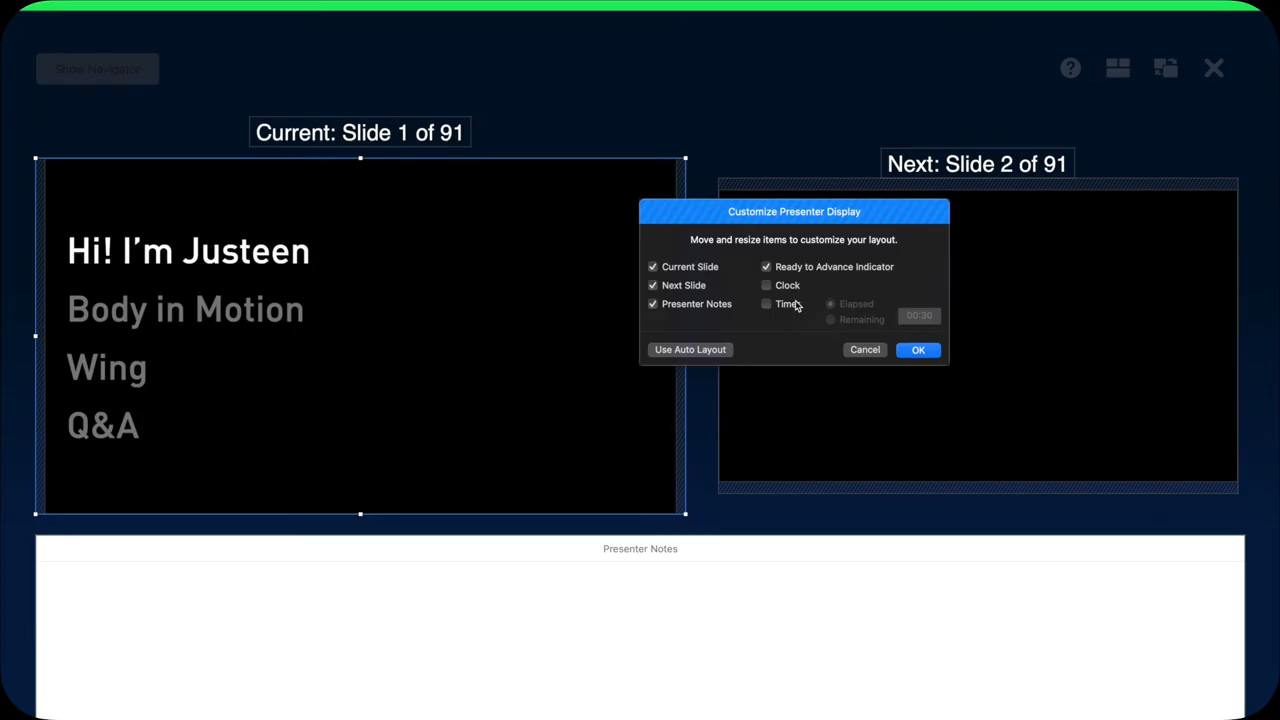 Show Navigator
Current: Slide 1 of 91
Next: Slide 2 of 91
Hi! I'm Justeen
Body in Motion
Wing
Q&A
Customize Presenter Display
Move and resize items to customize your layout.
Current Slide
Ready to Advance Indicator
Next Slide
Clock
Presenter Notes
Elapsed
Remaining
00:30
Use Auto Layout
Cancel
OK
Presenter Notes